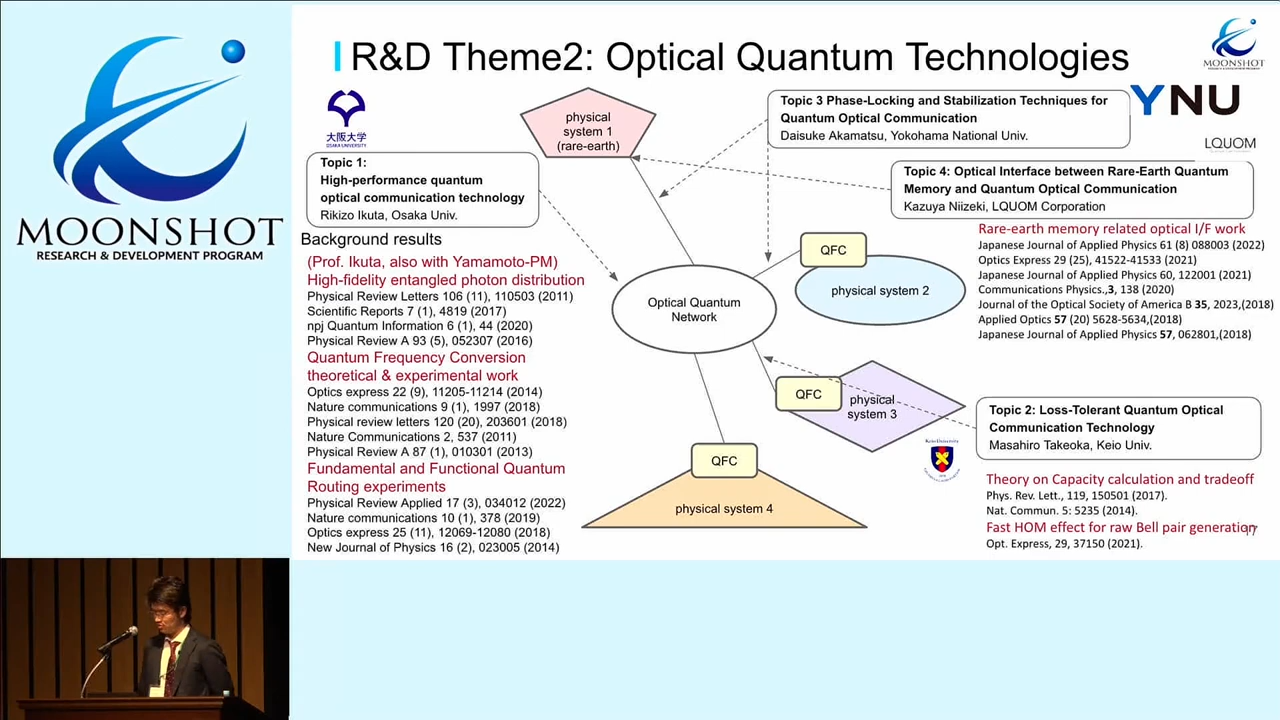 MOONSHOT
RESEARCH & DEVELOPMENT PROGRAM
R&D Theme2: Optical Quantum Technologies
MOONSHOT
RESEARCH & DEVELOPMENT PROGRAM
大阪大学
OSAKA UNIVERSITY
Topic 1:
High-performance quantum
optical communication technology
Rikizo Ikuta, Osaka Univ.
Background results
(Prof. Ikuta, also with Yamamoto-PM)
High-fidelity entangled photon distribution
Physical Review Letters 106 (11), 110503 (2011)
Scientific Reports 7 (1), 4819 (2017)
npj Quantum Information 6 (1), 44 (2020)
Physical Review A 93 (5), 052307 (2016)
Quantum Frequency Conversion
theoretical & experimental work
Optics express 22 (9), 11205-11214 (2014)
Nature communications 9 (1), 1997 (2018)
Physical review letters 120 (20), 203601 (2018)
Nature Communications 2, 537 (2011)
Physical Review A 87 (1), 010301 (2013)
Fundamental and Functional Quantum
Routing experiments
Physical Review Applied 17 (3), 034012 (2022)
Nature communications 10 (1), 378 (2019)
Optics express 25 (11), 12069-12080 (2018)
New Journal of Physics 16 (2), 023005 (2014)
physical
system 1
(rare-earth)
Optical Quantum
Network
QFC
physical system 2
QFC
physical
system 3
QFC
physical system 4
Topic 3 Phase-Locking and Stabilization Techniques for
Quantum Optical Communication
Daisuke Akamatsu, Yokohama National Univ.
YNU
LQUOM
Topic 4: Optical Interface between Rare-Earth Quantum
Memory and Quantum Optical Communication
Kazuya Niizeki, LQUOM Corporation
Rare-earth memory related optical I/F work
Japanese Journal of Applied Physics 61 (8) 088003 (2022)
Optics Express 29 (25), 41522-41533 (2021)
Japanese Journal of Applied Physics 60, 122001 (2021)
Communications Physics.,3, 138 (2020)
Journal of the Optical Society of America B 35, 2023,(2018)
Applied Optics 57 (20) 5628-5634,(2018)
Japanese Journal of Applied Physics 57, 062801,(2018)
Topic 2: Loss-Tolerant Quantum Optical
Communication Technology
Masahiro Takeoka, Keio Univ.
Keio University
Theory on Capacity calculation and tradeoff
Phys. Rev. Lett., 119, 150501 (2017).
Nat. Commun. 5: 5235 (2014).
Fast HOM effect for raw Bell pair generation
Opt. Express, 29, 37150 (2021).